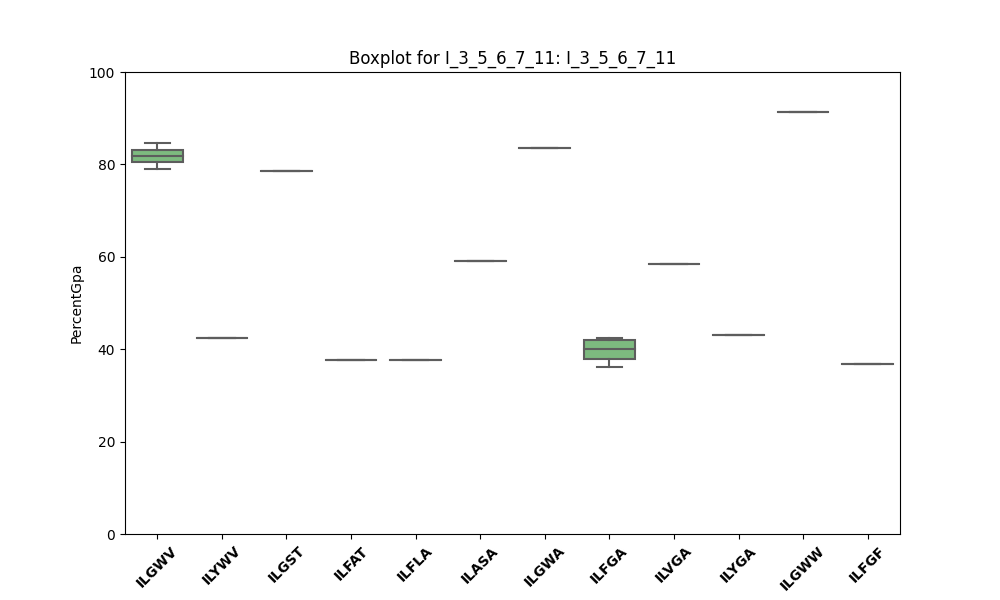 Boxplot for I_3_5_6_7_11: I_3_5_6_7_11
100
80
60
40
20
0
PercentGpa
ILGWV ILYWV ILGST ILFAT ILFLA ILASA ILGWA ILFGA ILVGA ILYGA ILGWW ILFGF